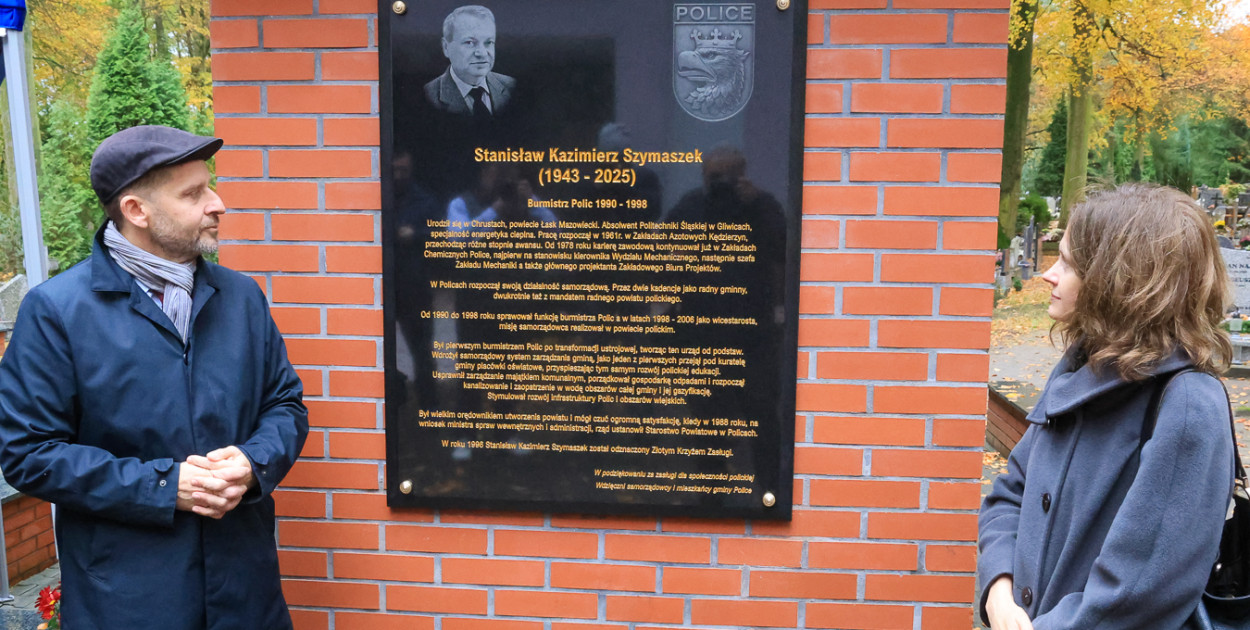 POLICE
Stanisław Kazimierz Szymaszek
(1943 - 2025)
Burmistrz Polic 1990 - 1998
Urodził się w Chrustach, powiecie Łask Mazowiecki. Absolwent Politechniki Śląskiej w Gliwicach,
specjalność energetyka cieplna. Pracę rozpoczął w 1961r. w Zakładach Azotowych Kędzierzyn,
przechodząc różne stopnie awansu. Od 1978 roku karierę zawodową kontynuował już w Zakładach
Chemicznych Police, najpierw na stanowisku kierownika Wydziału Mechanicznego, następnie szefa
Zakładu Mechaniki a także głównego projektanta Zakładowego Biura Projektów.
W Policach rozpoczął swoją działalność samorządową. Przez dwie kadencje jako radny gminy,
dwukrotnie też z mandatem radnego powiatu polickiego.
Od 1990 do 1998 roku sprawował funkcję burmistrza Polic a w latach 1998 - 2006 jako wicestarosta,
misję samorządowca realizował w powiecie polickim.
Był pierwszym burmistrzem Polic po transformacji ustrojowej, tworząc ten urząd od podstaw.
Wdrożył samorządowy system zarządzania gminą, jako jeden z pierwszych przejął pod kuratelę
gminy placówki oświatowe, przyspieszając tym samym rozwój polickiej edukacji.
Usprawnił zarządzanie majątkiem komunalnym, porządkował gospodarkę odpadami i rozpoczął
kanalizowanie i zaopatrzenie w wodę obszarów całej gminy i jej gazyfikację.
Stymulował rozwój infrastruktury Polic i obszarów wiejskich.
Był wielkim orędownikiem utworzenia powiatu i mógł czuć ogromną satysfakcję, kiedy w 1988 roku, na
wniosek ministra spraw wewnętrznych i administracji, rząd ustanowił Starostwo Powiatowe w Policach.
W roku 1996 Stanisław Kazimierz Szymaszek został odznaczony Złotym Krzyżem Zasługi.
W podziękowaniu za zasługi dla społeczności polickiej
Wdzięczni samorządowcy i mieszkańcy gminy Police